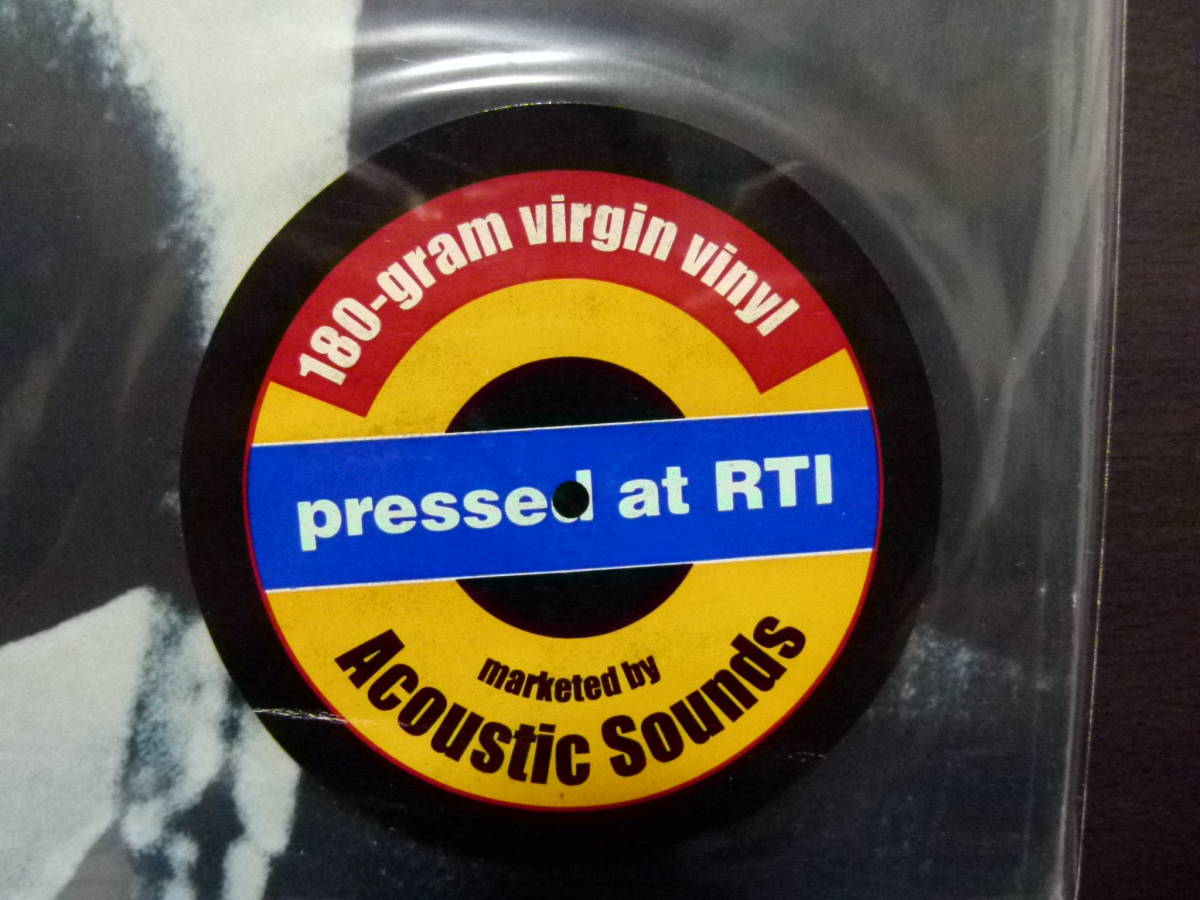 180-gram virgin vinyl
pressed at RTI
marketed by
Acoustic Sounds